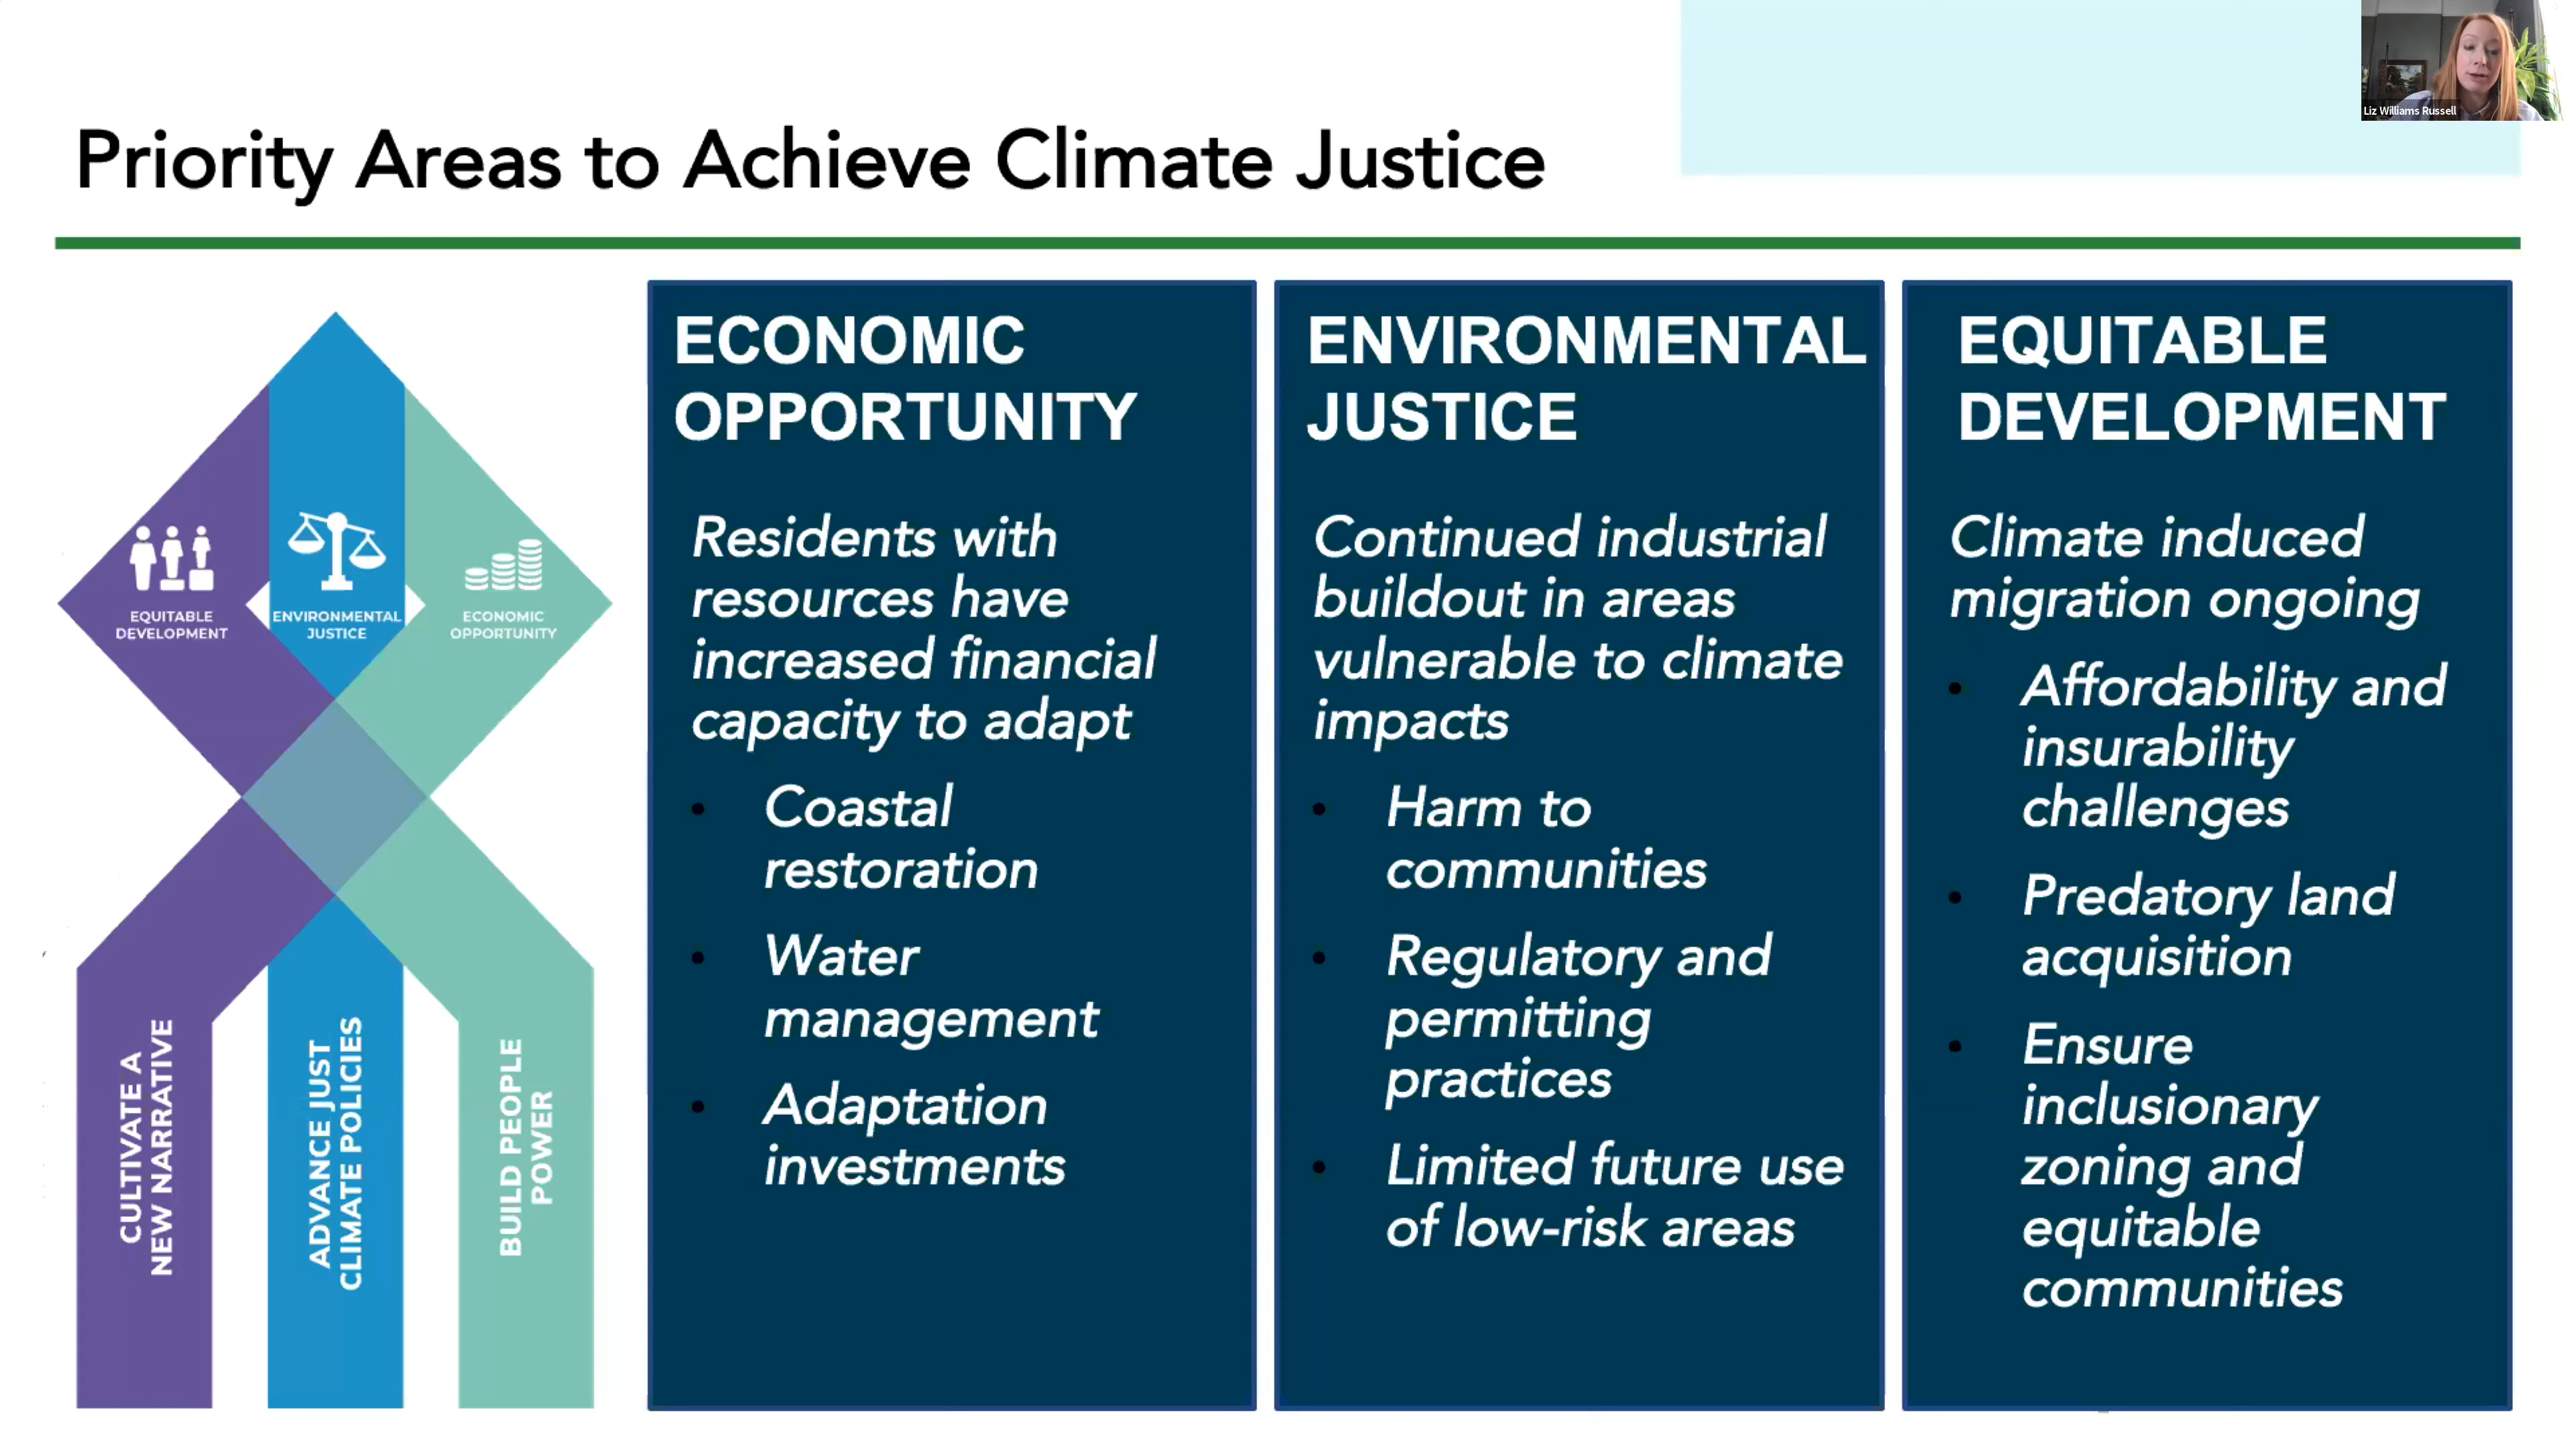 Liz Williams Russell
Priority Areas to Achieve Climate Justice
EQUITABLE
DEVELOPMENT
ENVIRONMENTAL
JUSTICE
ECONOMIC
OPPORTUNITY
CULTIVATE A
NEW NARRATIVE
ADVANCE JUST
CLIMATE POLICIES
BUILD PEOPLE
POWER
ECONOMIC
OPPORTUNITY
Residents with
resources have
increased financial
capacity to adapt
• Coastal
restoration
• Water
management
• Adaptation
investments
ENVIRONMENTAL
JUSTICE
Continued industrial
buildout in areas
vulnerable to climate
impacts
• Harm to
communities
• Regulatory and
permitting
practices
• Limited future use
of low-risk areas
EQUITABLE
DEVELOPMENT
Climate induced
migration ongoing
• Affordability and
insurability
challenges
• Predatory land
acquisition
• Ensure
inclusionary
zoning and
equitable
communities